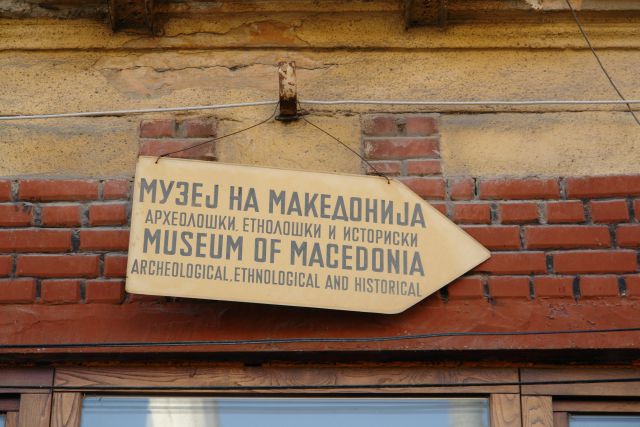 МУЗЕЈ НА МАКЕДОНИЈА
АРХЕОЛОШКИ, ЕТНОЛОШКИ И ИСТОРИСКИ
MUSEUM OF MACEDONIA
ARCHEOLOGICAL, ETHNOLOGICAL AND HISTORICAL